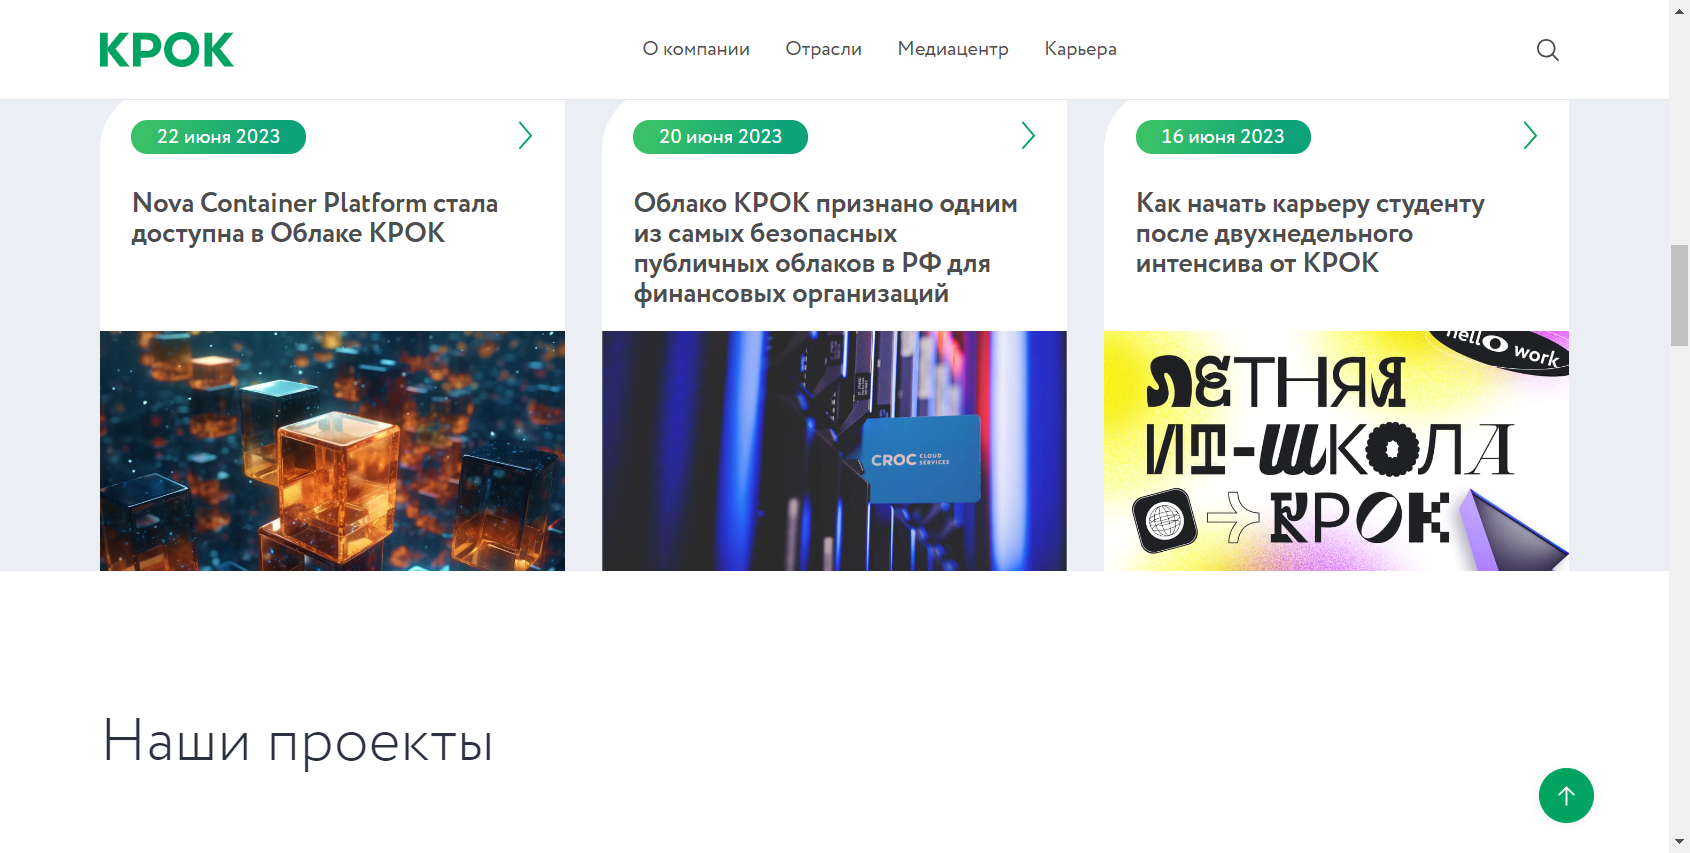 КРОК
О компании Отрасли Медиацентр Карьера
22 июня 2023
Nova Container Platform стала
доступна в Облаке КРОК
20 июня 2023
Облако КРОК признано одним
из самых безопасных
публичных облаков в РФ для
финансовых организаций
CROC CLOUD
SERVICES
16 июня 2023
Как начать карьеру студенту
после двухнедельного
интенсива от КРОК
hellO work
ЛЕТНЯЯ
ИТ-ШКОЛА
КРОК
Наши проекты